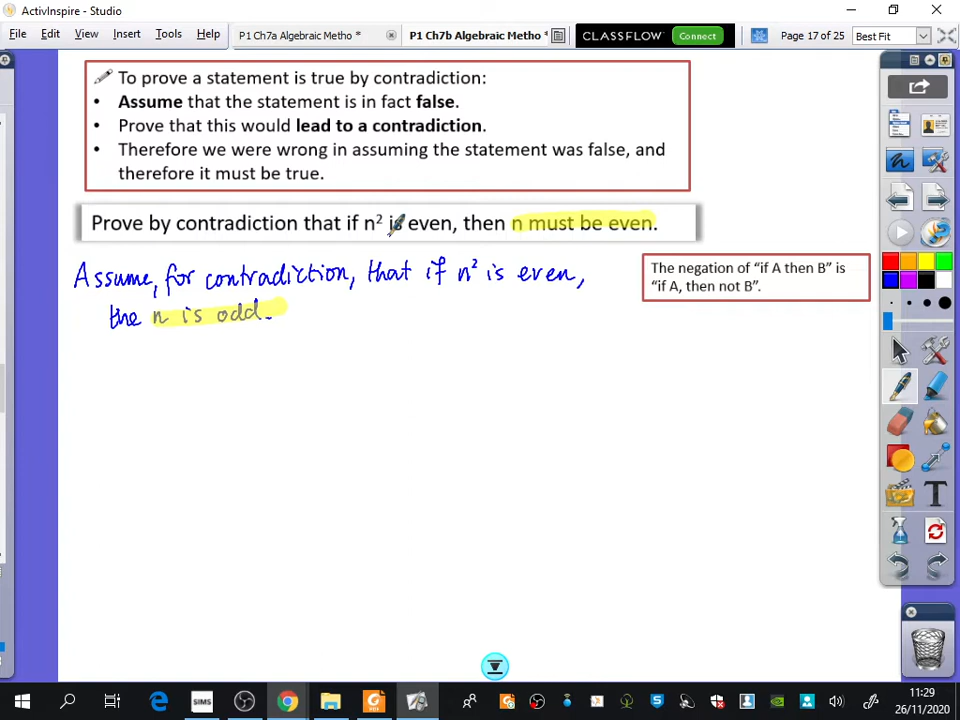 ActivInspire - Studio
File Edit View Insert Tools Help
P1 Ch7a Algebraic Metho *
P1 Ch7b Algebraic Metho *
CLASSFLOW Connect
Page 17 of 25
Best Fit
To prove a statement is true by contradiction:
• Assume that the statement is in fact false.
• Prove that this would lead to a contradiction.
• Therefore we were wrong in assuming the statement was false, and
therefore it must be true.
Prove by contradiction that if n² is even, then n must be even.
Assume, for contradiction, that if n² is even,
the n is odd.
The negation of “if A then B” is
“if A, then not B”.
SIMS
11:29
26/11/2020